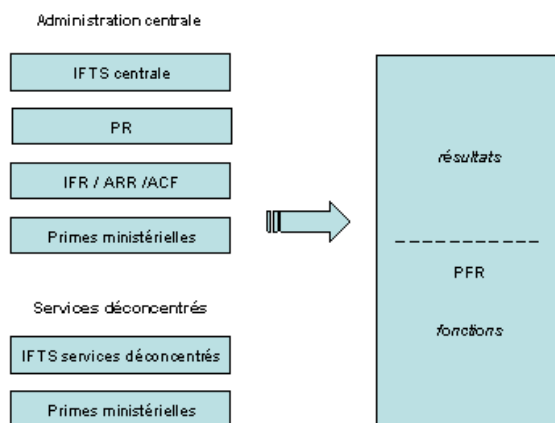 Administration centrale
IFTS centrale
PR
IFR / ARR /ACF
Primes ministérielles
Services déconcentrés
IFTS services déconcentrés
Primes ministérielles
résultats
PFR
fonctions